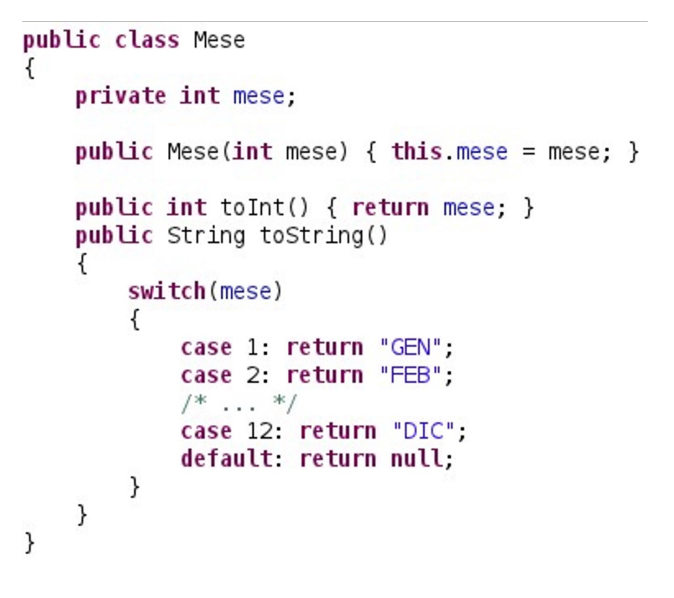 public class Mese
{
private int mese;
public Mese(int mese) { this.mese = mese; }
public int toInt() { return mese; }
public String toString()
{
switch(mese)
{
case 1: return "GEN";
case 2: return "FEB";
/* ... */
case 12: return "DIC";
default: return null;
}
}
}